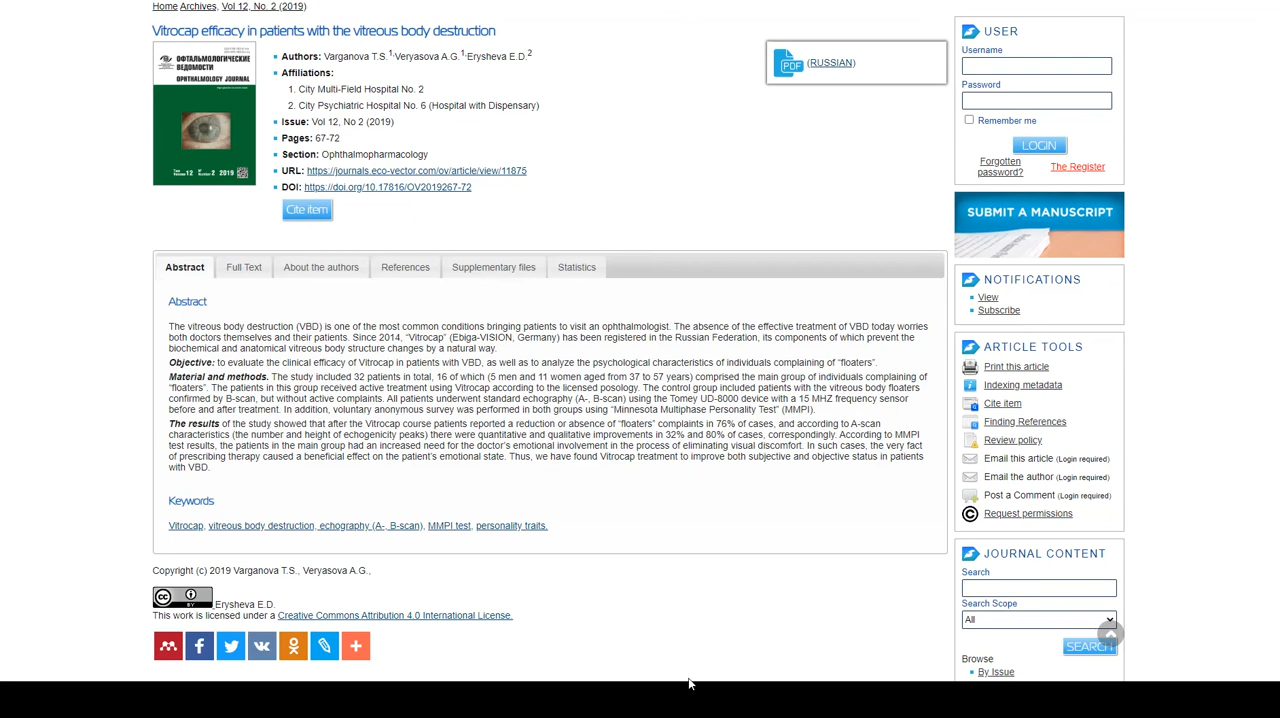 Home Archives, Vol 12, No. 2 (2019)
Vitrocap efficacy in patients with the vitreous body destruction
ОФТАЛЬМОЛОГИЧЕСКИЕ
ВЕДОМОСТИ
OPHTHALMOLOGY JOURNAL
12 2 2019
Authors: Varganova T.S.1·Veryasova A.G.1·Erysheva E.D.2
Affiliations:
1. City Multi-Field Hospital No. 2
2. City Psychiatric Hospital No. 6 (Hospital with Dispensary)
Issue: Vol 12, No 2 (2019)
Pages: 67-72
Section: Ophthalmopharmacology
URL: https://journals.eco-vector.com/ov/article/view/11875
DOI: https://doi.org/10.17816/OV2019267-72
Cite item
PDF (RUSSIAN)
Abstract Full Text About the authors References Supplementary files Statistics
Abstract
The vitreous body destruction (VBD) is one of the most common conditions bringing patients to visit an ophthalmologist. The absence of the effective treatment of VBD today worries
both doctors themselves and their patients. Since 2014, “Vitrocap” (Ebiga-VISION, Germany) has been registered in the Russian Federation, its components of which prevent the
biochemical and anatomical vitreous body structure changes by a natural way.
Objective: to evaluate the clinical efficacy of Vitrocap in patients with VBD, as well as to analyze the psychological characteristics of individuals complaining of “floaters”.
Material and methods. The study included 32 patients in total, 16 of which (5 men and 11 women aged from 37 to 57 years) comprised the main group of individuals complaining of
“floaters”. The patients in this group received active treatment using Vitrocap according to the licensed posology. The control group included patients with the vitreous body floaters
confirmed by B-scan, but without active complaints. All patients underwent standard echography (A-, B-scan) using the Tomey UD-8000 device with a 15 MHZ frequency sensor
before and after treatment. In addition, voluntary anonymous survey was performed in both groups using “Minnesota Multiphase Personality Test” (MMPI).
The results of the study showed that after the Vitrocap course patients reported a reduction or absence of “floaters” complaints in 76% of cases, and according to A-scan
characteristics (the number and height of echogenicity peaks) there were quantitative and qualitative improvements in 32% and 80% of cases, correspondingly. According to MMPI
test results, the patients in the main group had an increased need for the doctor’s emotional involvement in the process of eliminating visual discomfort. In such cases, the very fact
of prescribing therapy caused a beneficial effect on the patient’s emotional state. Thus, we have found Vitrocap treatment to improve both subjective and objective status in patients
with VBD.
Keywords
Vitrocap, vitreous body destruction, echography (A-, B-scan), MMPI test, personality traits.
Copyright (c) 2019 Varganova T.S., Veryasova A.G.,
cc BY Erysheva E.D.
This work is licensed under a Creative Commons Attribution 4.0 International License.
USER
Username
Password
Remember me
LOGIN
Forgotten
password?
The Register
SUBMIT A MANUSCRIPT
NOTIFICATIONS
View
Subscribe
ARTICLE TOOLS
Print this article
Indexing metadata
Cite item
Finding References
Review policy
Email this article (Login required)
Email the author (Login required)
Post a Comment (Login required)
Request permissions
JOURNAL CONTENT
Search
Search Scope
All
SEARCH
Browse
By Issue